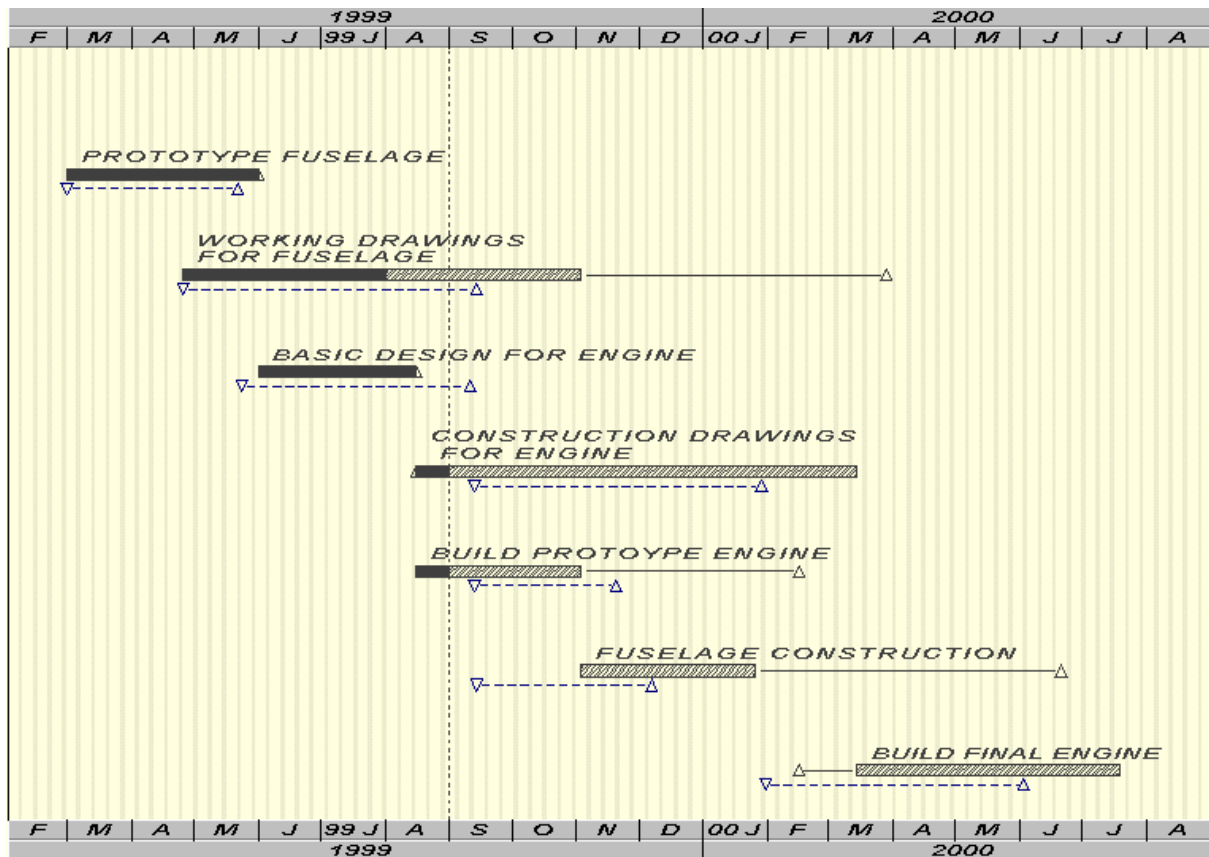 1999 2000
F M A M J 99 J A S O N D 00 J F M A M J J A
PROTOTYPE FUSELAGE
WORKING DRAWINGS
FOR FUSELAGE
BASIC DESIGN FOR ENGINE
CONSTRUCTION DRAWINGS
FOR ENGINE
BUILD PROTOYPE ENGINE
FUSELAGE CONSTRUCTION
BUILD FINAL ENGINE
F M A M J 99 J A S O N D 00 J F M A M J J A
1999 2000